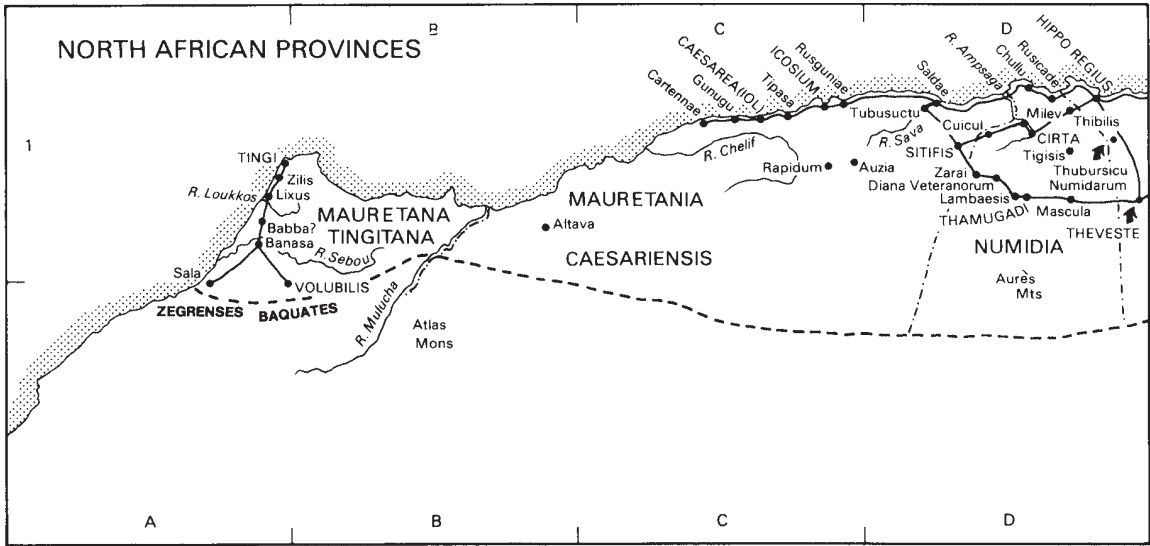 NORTH AFRICAN PROVINCES
B
C
D
1
Cartennae
Gunugu
CAESAREA(IOL)
Tipasa
ICOSIUM
Rusguniae
Saldae
R. Ampsaga
Chullu
Rusicade
HIPPO REGIUS
Tubusuctu
Cuicul
Milev
Thibilis
R. Sava
SITIFIS
CIRTA
Tigisis
R. Chelif
Rapidum
Auzia
Thubursicu
Numidarum
Zarai
Diana Veteranorum
Lambaesis
THAMUGADI
Mascula
THEVESTE
TINGI
Zilis
Lixus
R. Loukkos
MAURETANA
TINGITANA
Babba?
Banasa
R. Sebou
Sala
VOLUBILIS
ZEGRENSES
BAQUATES
R. Mulucha
Atlas
Mons
Altava
MAURETANIA
CAESARIENSIS
NUMIDIA
Aurès
Mts
A
B
C
D